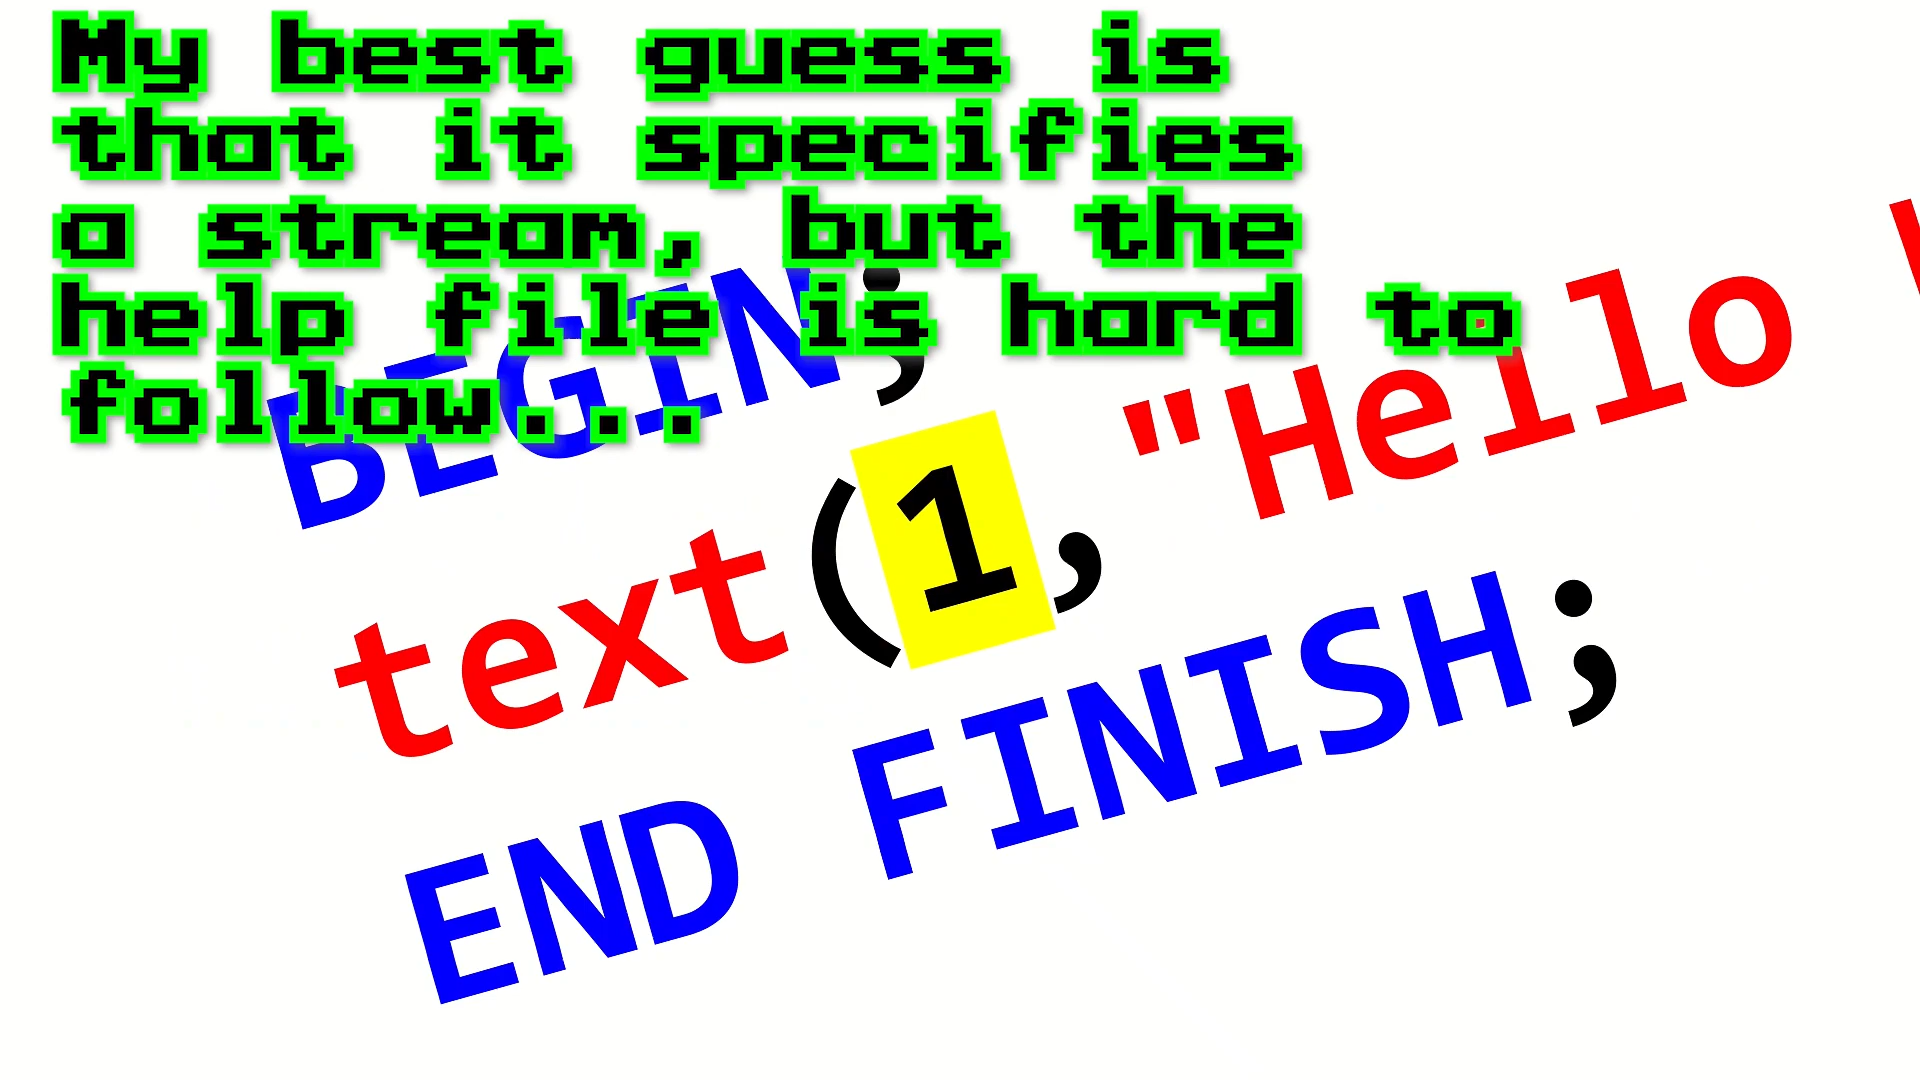 My best guess is
that it specifies
a stream, but the
help file is hard to
follow...
BEGIN;
text(1, "Hello
END FINISH;